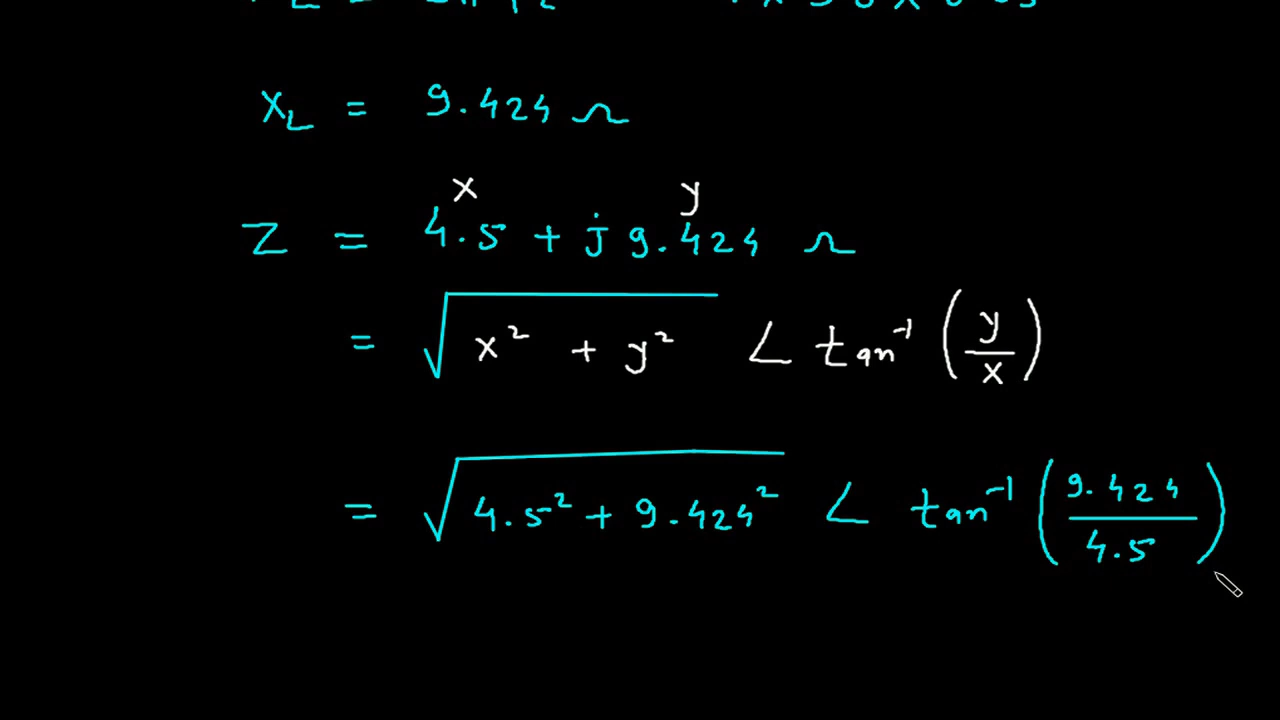 X_L = 9.424 Ω
x y
Z = 4.5 + j 9.424 Ω
= √(x² + y²) ∠ tan⁻¹ (y/x)
= √(4.5² + 9.424²) ∠ tan⁻¹ (9.424/4.5)